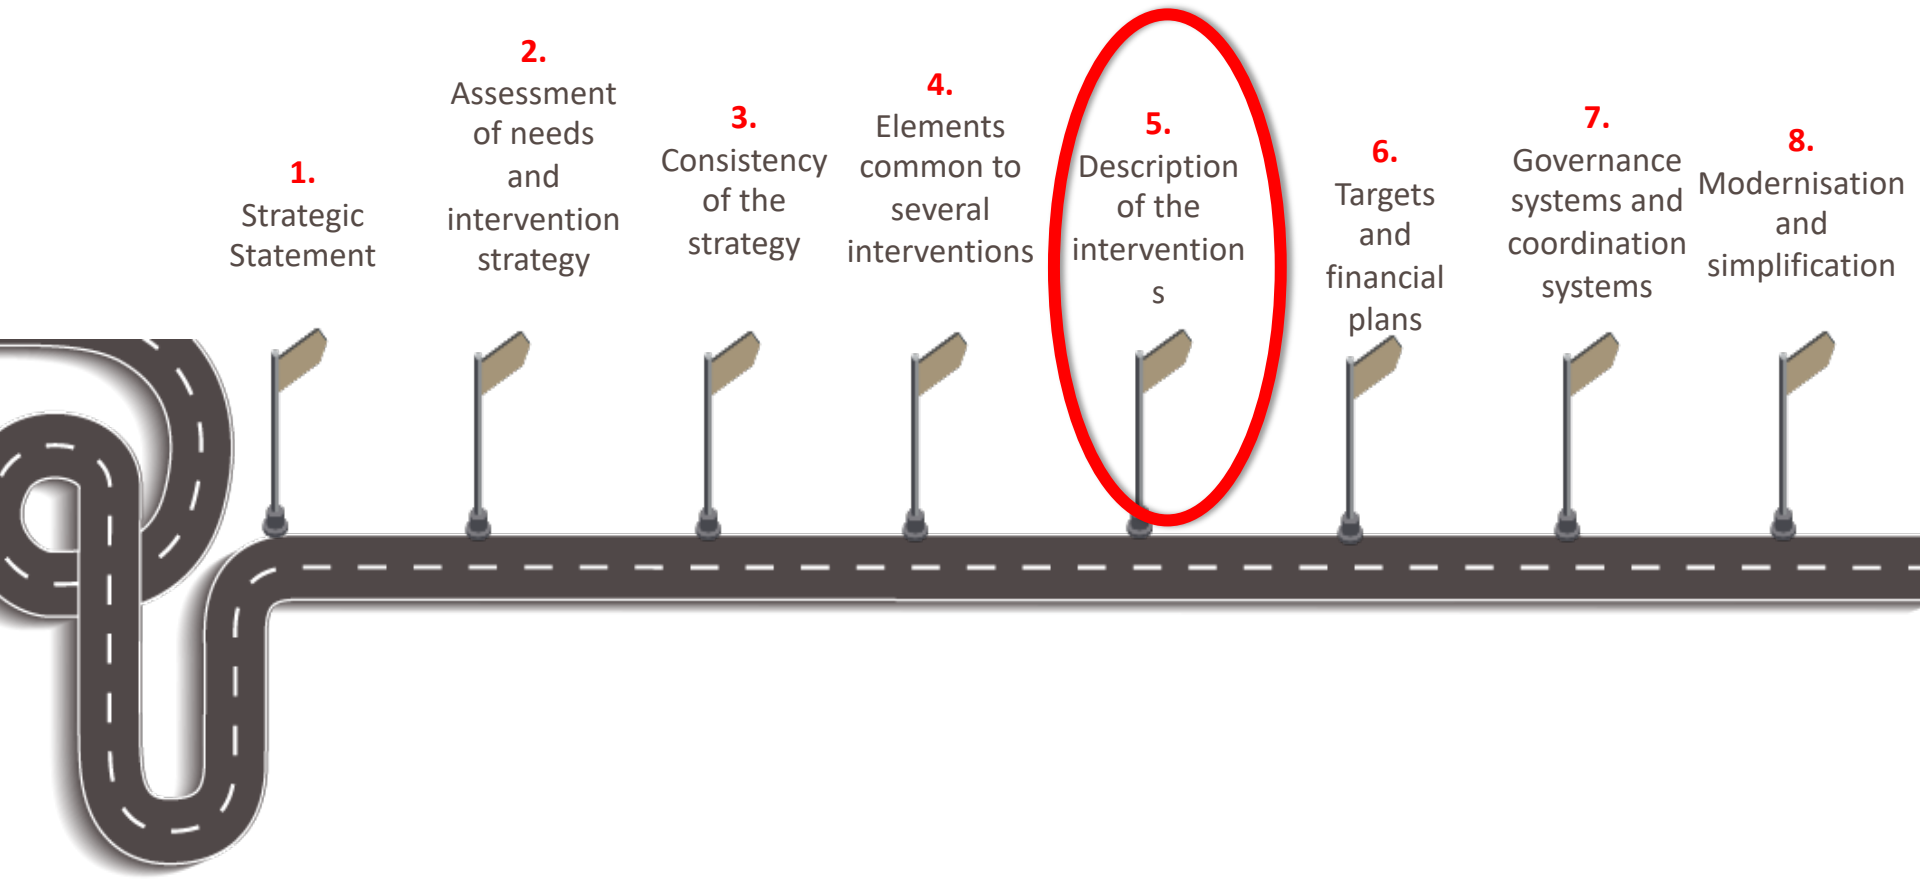 1.
Strategic
Statement
2.
Assessment
of needs
and
intervention
strategy
3.
Consistency
of the
strategy
4.
Elements
common to
several
interventions
5.
Description
of the
intervention
s
6.
Targets
and
financial
plans
7.
Governance
systems and
coordination
systems
8.
Modernisation
and
simplification